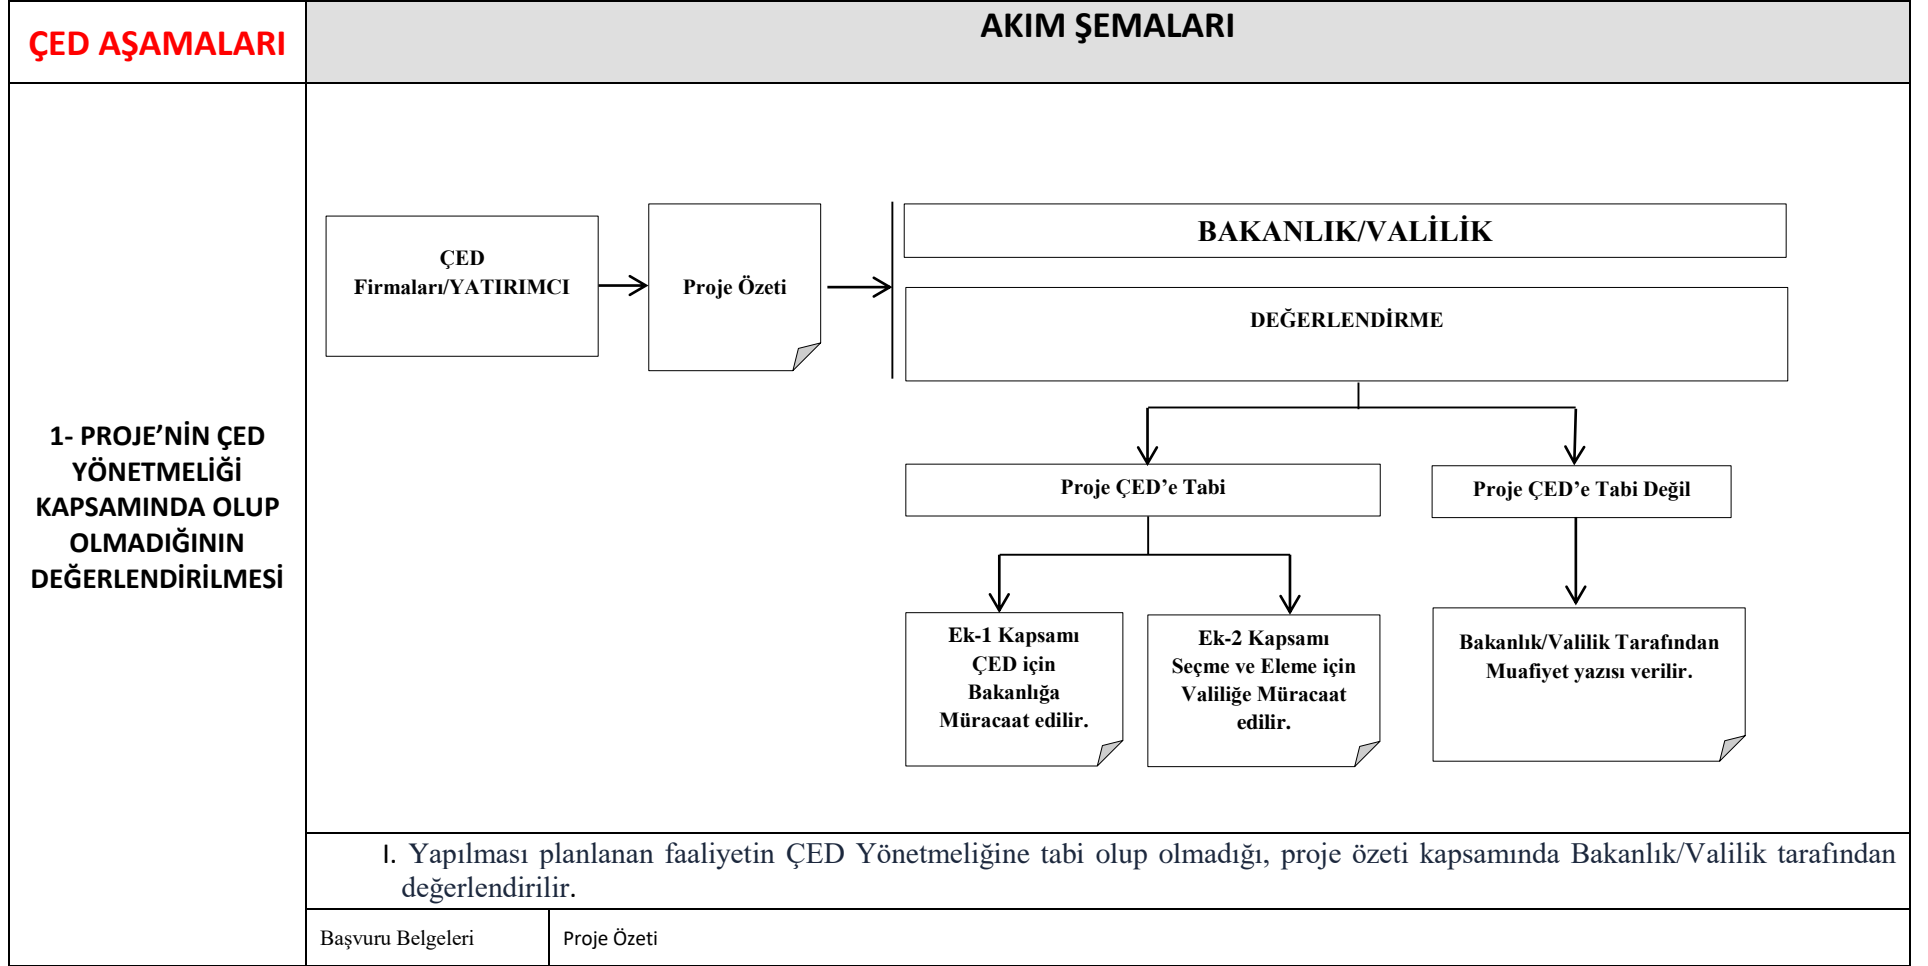 ÇED AŞAMALARI
AKIM ŞEMALARI
1- PROJE’NİN ÇED
YÖNETMELİĞİ
KAPSAMINDA OLUP
OLMADIĞININ
DEĞERLENDİRİLMESİ
ÇED
Firmaları/YATIRIMCI
Proje Özeti
BAKANLIK/VALİLİK
DEĞERLENDİRME
Proje ÇED’e Tabi
Proje ÇED’e Tabi Değil
Ek-1 Kapsamı
ÇED için
Bakanlığa
Müracaat edilir.
Ek-2 Kapsamı
Seçme ve Eleme için
Valiliğe Müracaat
edilir.
Bakanlık/Valilik Tarafından
Muafiyet yazısı verilir.
I. Yapılması planlanan faaliyetin ÇED Yönetmeliğine tabi olup olmadığı, proje özeti kapsamında Bakanlık/Valilik tarafından
değerlendirilir.
Başvuru Belgeleri
Proje Özeti